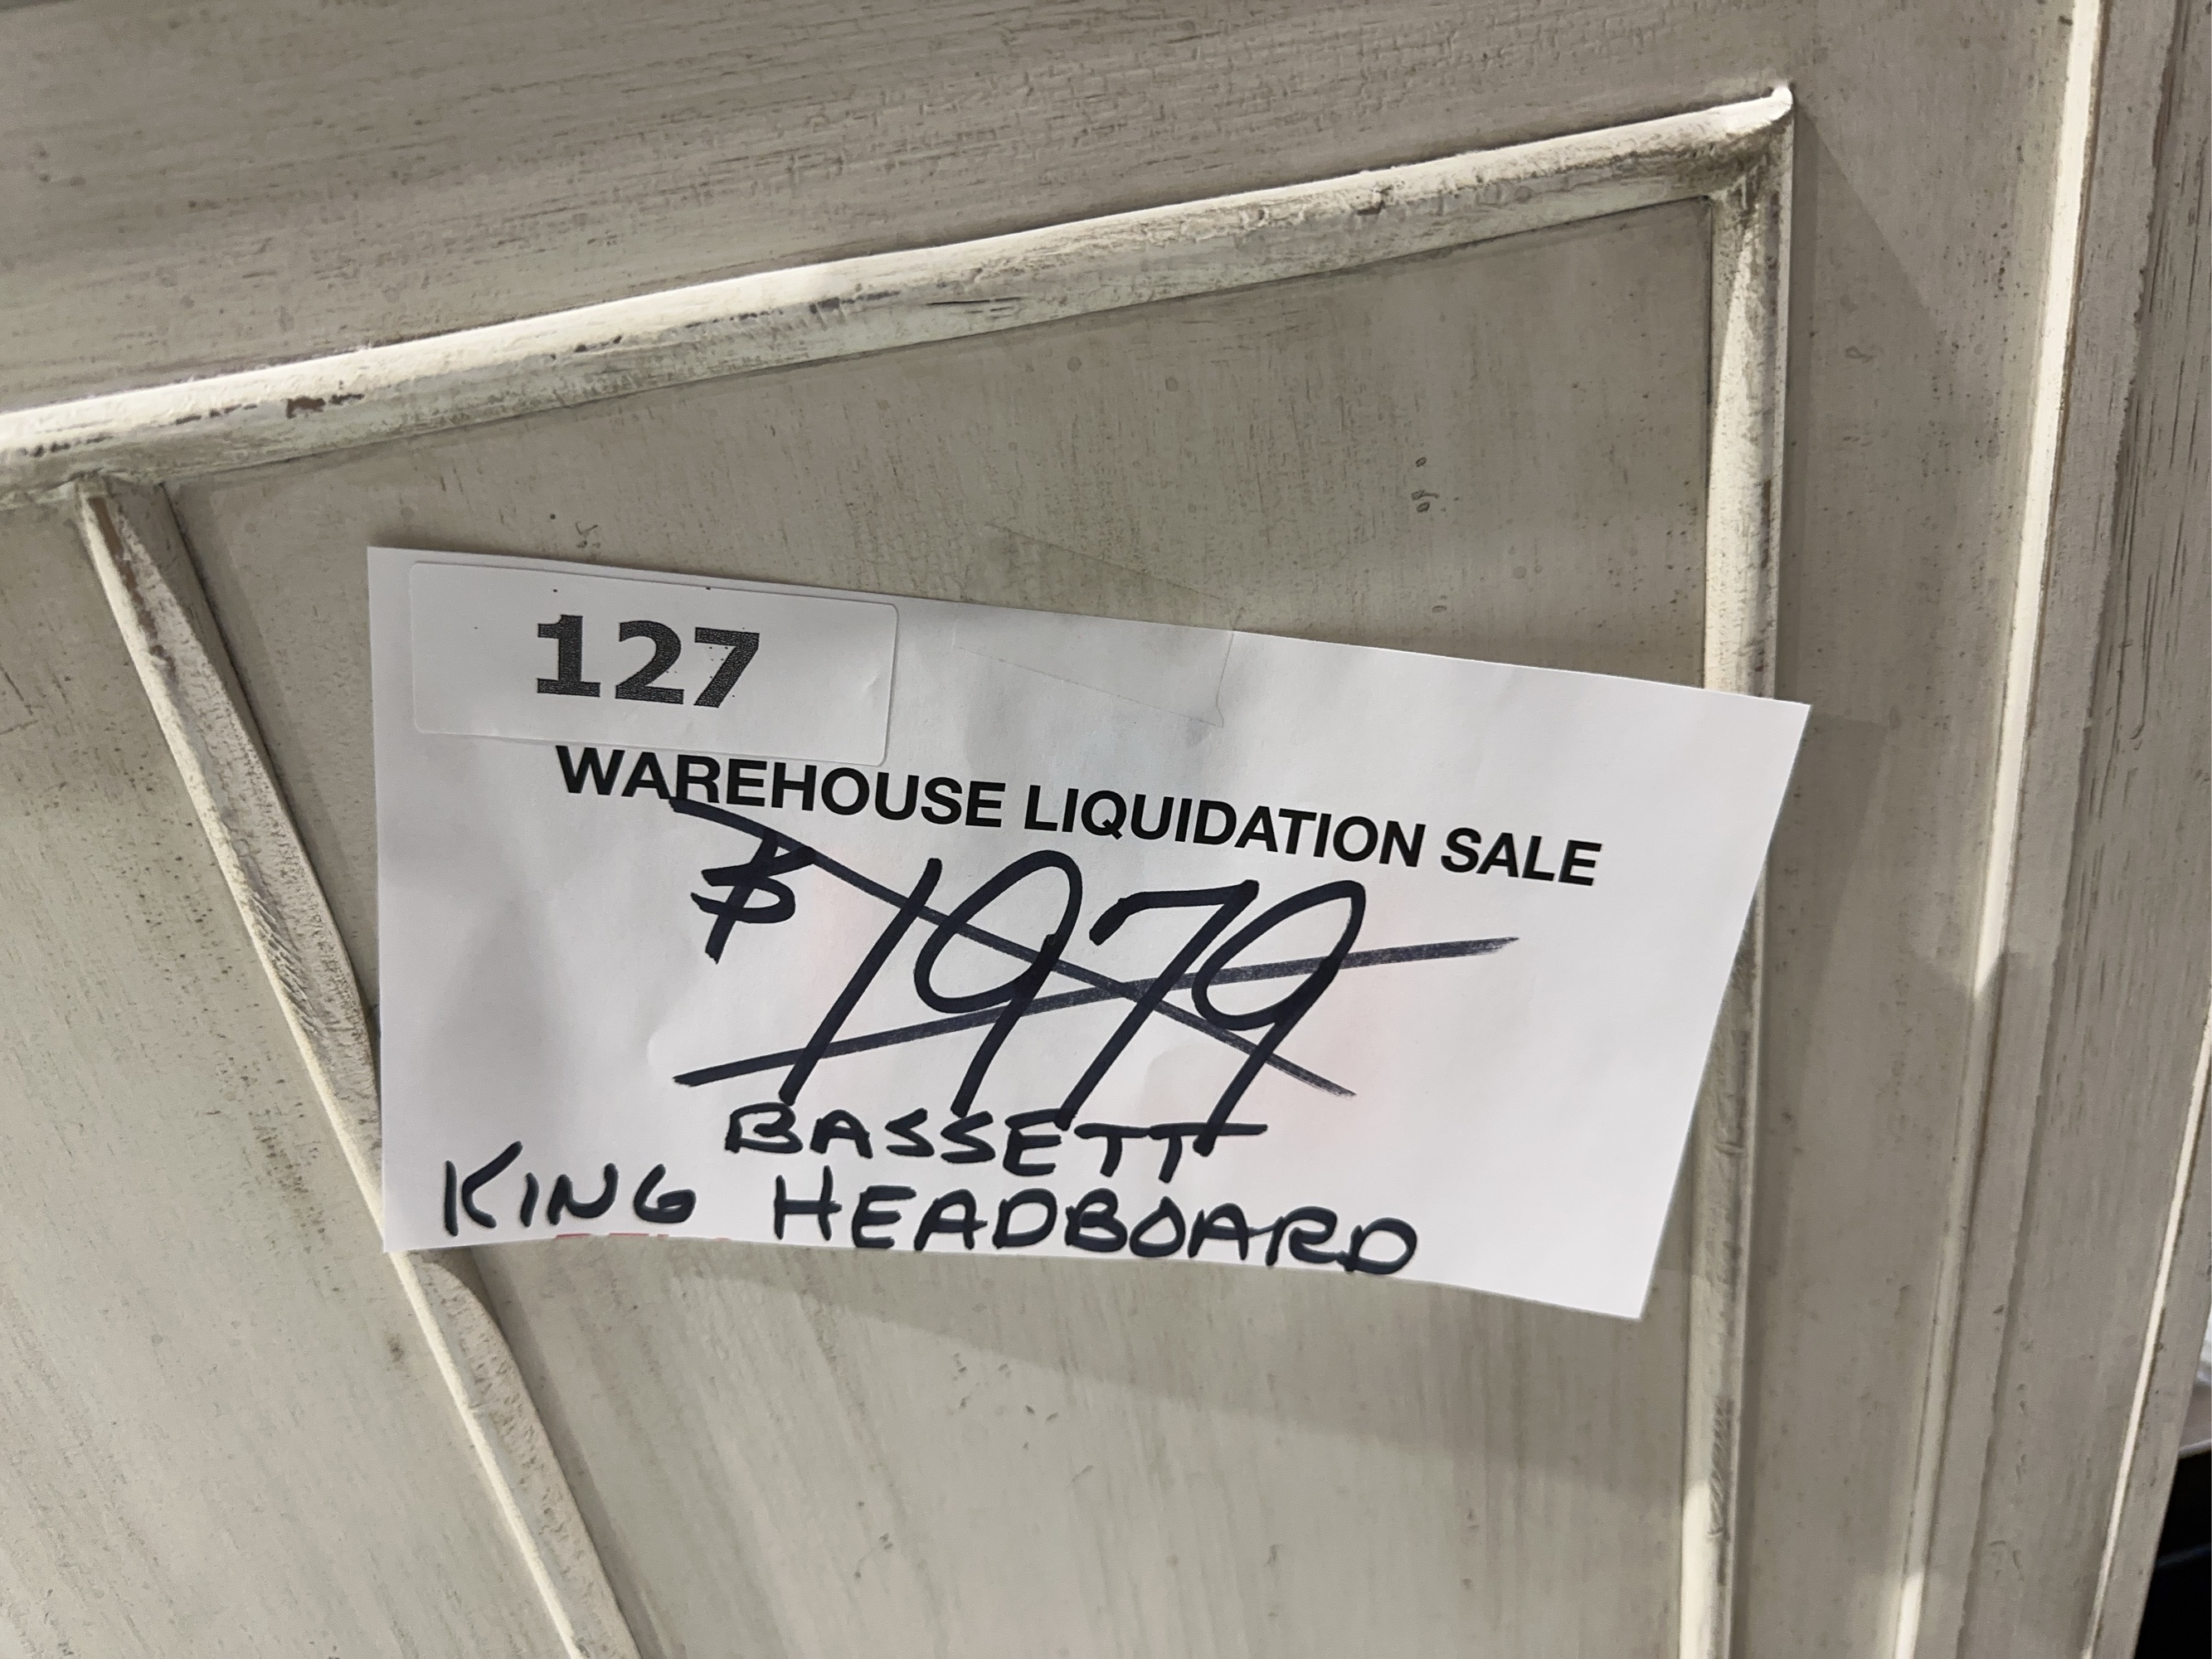 127
WAREHOUSE LIQUIDATION SALE
$1979
BASSETT
KING HEADBOARD